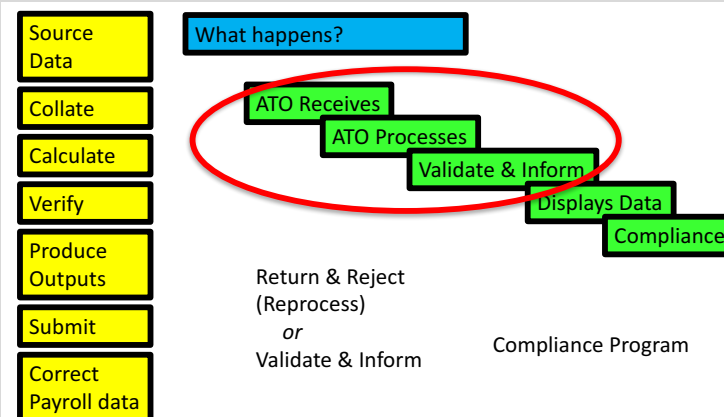 Source
Data
Collate
Calculate
Verify
Produce
Outputs
Submit
Correct
Payroll data
What happens?
ATO Receives
ATO Processes
Validate & Inform
Displays Data
Compliance
Return & Reject
(Reprocess)
or
Validate & Inform
Compliance Program